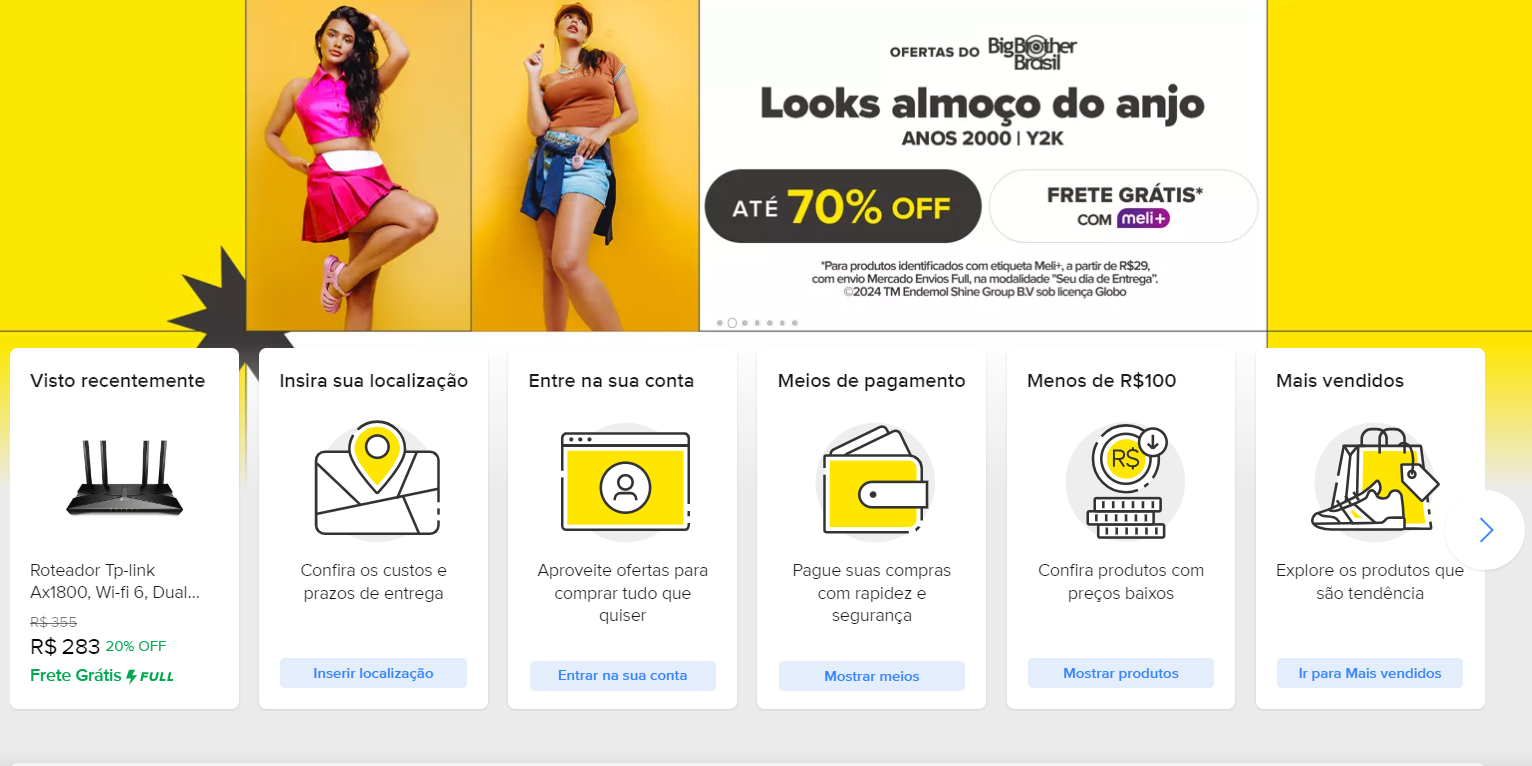 OFERTAS DO BigBrother Brasil
Looks almoço do anjo
ANOS 2000 | Y2K
ATÉ 70% OFF
FRETE GRÁTIS*
COM meli+
*Para produtos identificados com etiqueta Meli+, a partir de R$29,
com envio Mercado Envios Full, na modalidade "Seu dia de Entrega".
©2024 TM Endemol Shine Group B.V sob licença Globo
Visto recentemente
Roteador Tp-link
Ax1800, Wi-fi 6, Dual...
R$ 355
R$ 283 20% OFF
Frete Grátis FULL
Insira sua localização
Confira os custos e
prazos de entrega
Inserir localização
Entre na sua conta
Aproveite ofertas para
comprar tudo que
quiser
Entrar na sua conta
Meios de pagamento
Pague suas compras
com rapidez e
segurança
Mostrar meios
Menos de R$100
R$
Confira produtos com
preços baixos
Mostrar produtos
Mais vendidos
Explore os produtos que
são tendência
Ir para Mais vendidos